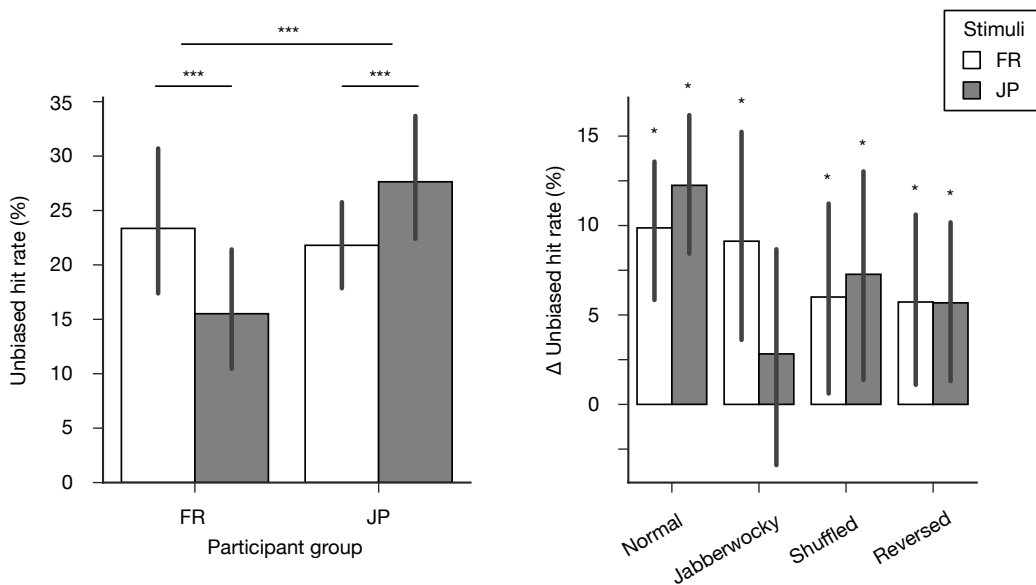 ***
***
***
35
30
25
20
15
10
5
0
Unbiased hit rate (%)
FR
JP
Participant group
Stimuli
FR
JP
* * * * * * *
15
10
5
0
Δ Unbiased hit rate (%)
Normal
Jabberwocky
Shuffled
Reversed